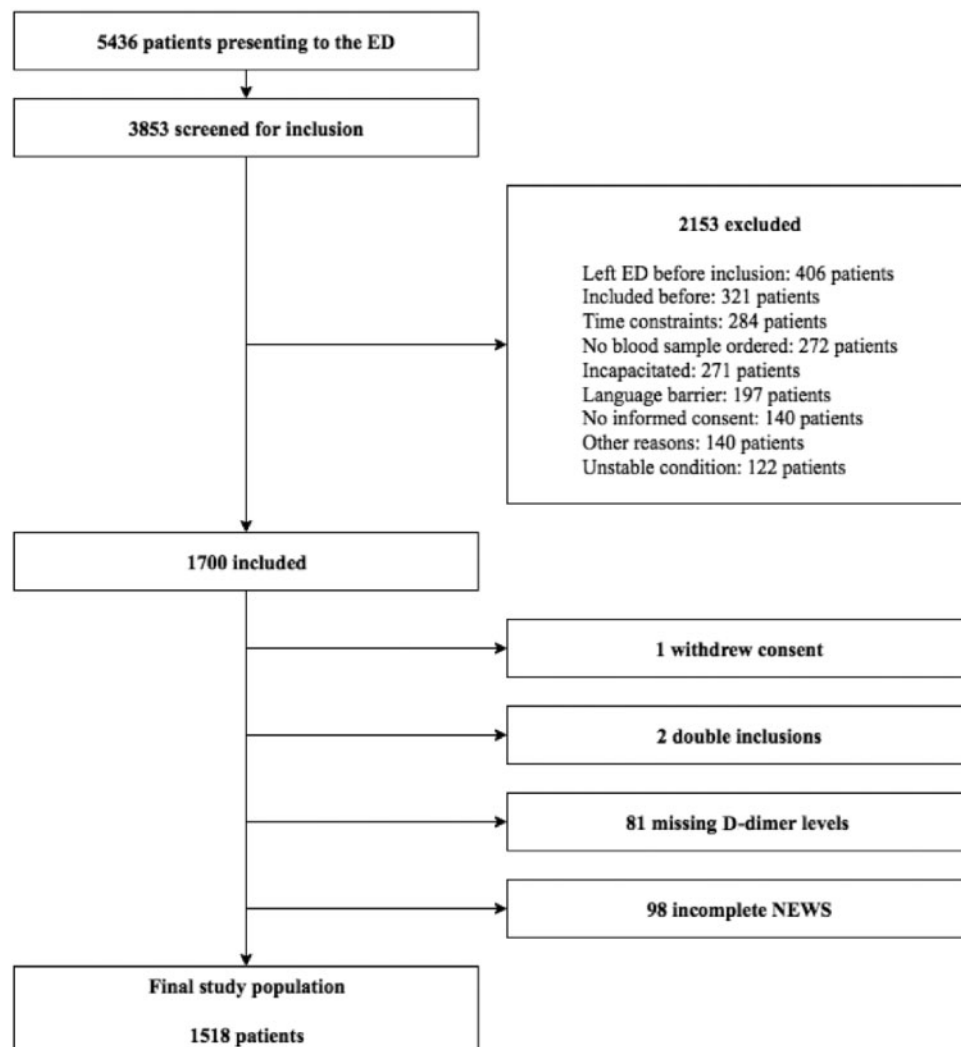 5436 patients presenting to the ED
3853 screened for inclusion
2153 excluded
Left ED before inclusion: 406 patients
Included before: 321 patients
Time constraints: 284 patients
No blood sample ordered: 272 patients
Incapacitated: 271 patients
Language barrier: 197 patients
No informed consent: 140 patients
Other reasons: 140 patients
Unstable condition: 122 patients
1700 included
1 withdrew consent
2 double inclusions
81 missing D-dimer levels
98 incomplete NEWS
Final study population
1518 patients